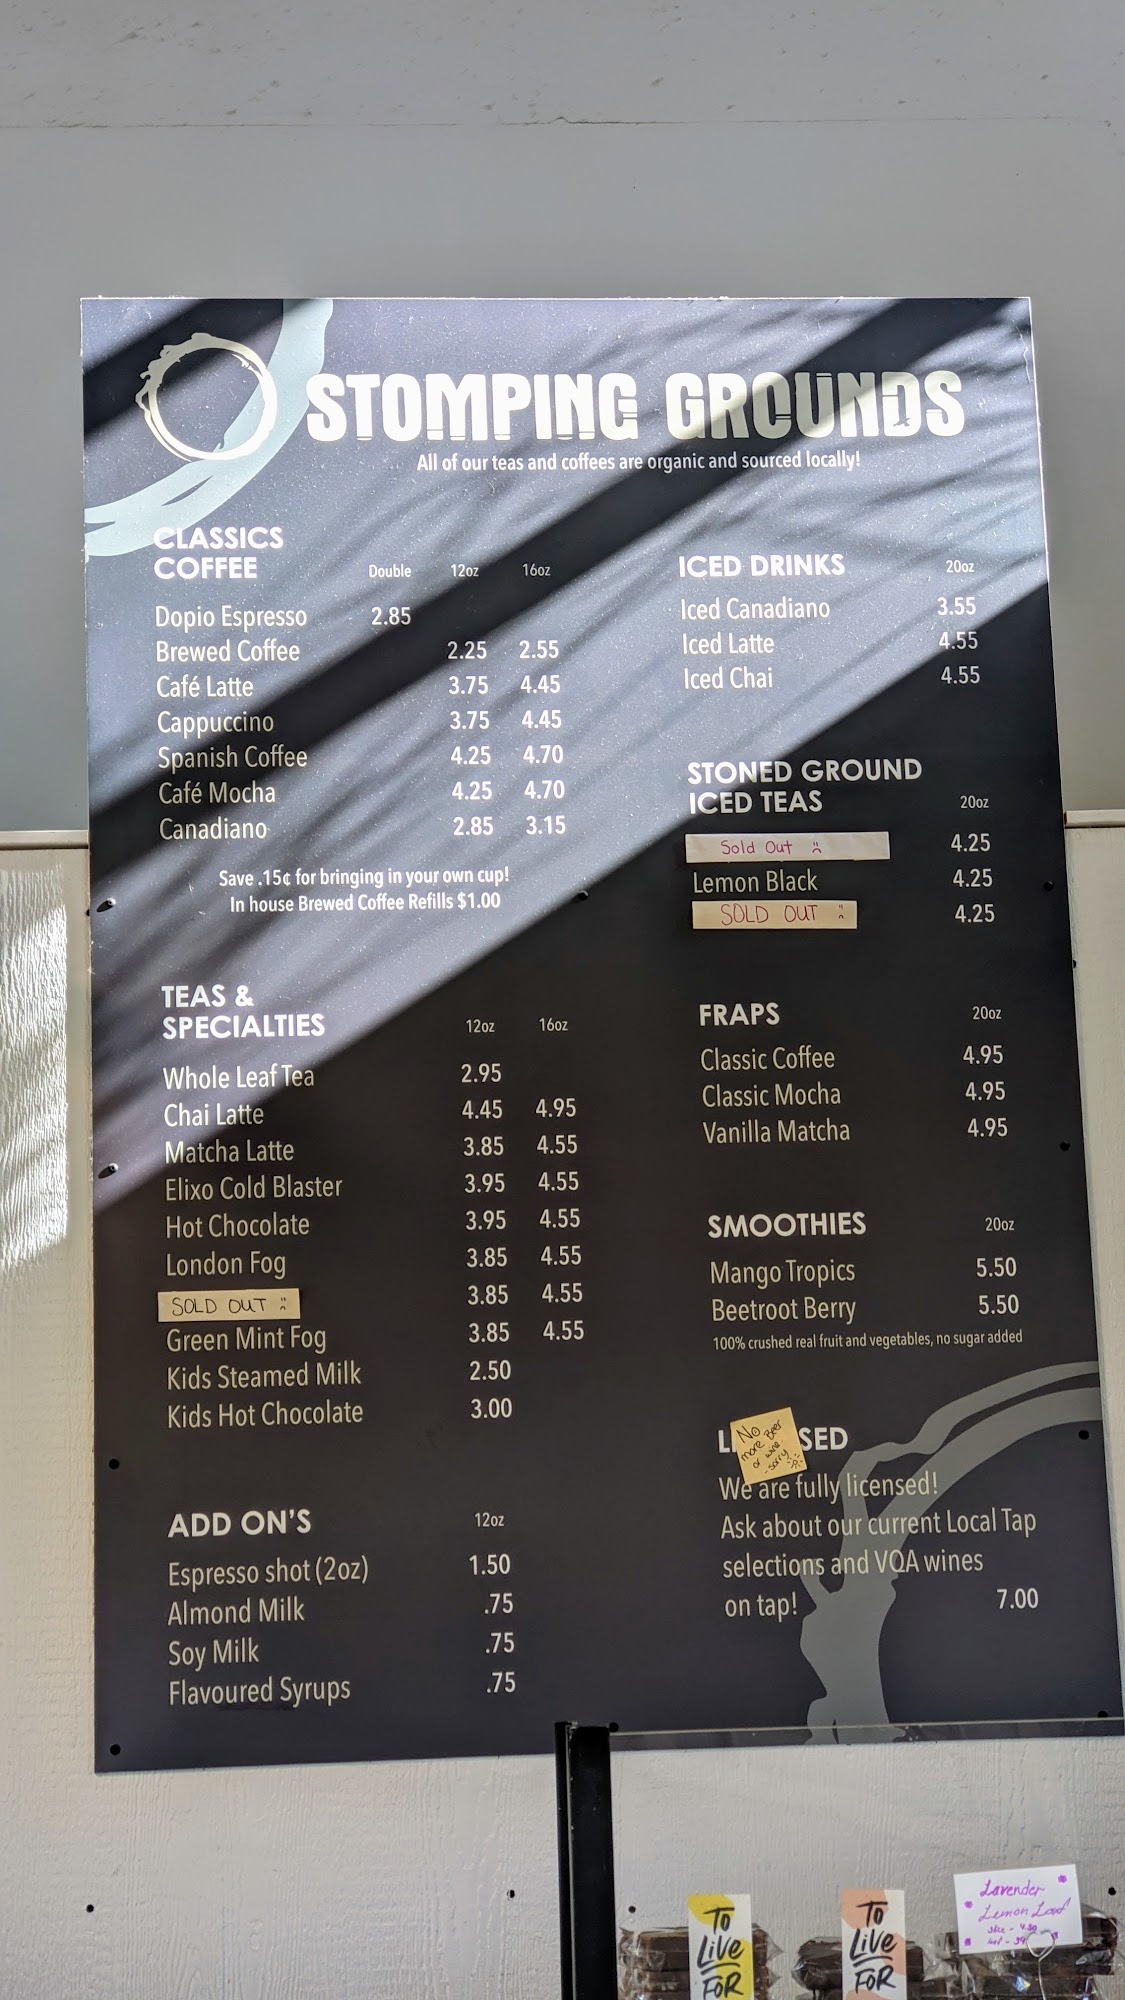 STOMPING GROUNDS
All of our teas and coffees are organic and sourced locally!
CLASSICS
COFFEE Double 12oz 16oz
Dopio Espresso 2.85
Brewed Coffee 2.25 2.55
Café Latte 3.75 4.45
Cappuccino 3.75 4.45
Spanish Coffee 4.25 4.70
Café Mocha 4.25 4.70
Canadiano 2.85 3.15
Save .15¢ for bringing in your own cup!
In house Brewed Coffee Refills $1.00
TEAS &
SPECIALTIES 12oz 16oz
Whole Leaf Tea 2.95
Chai Latte 4.45 4.95
Matcha Latte 3.85 4.55
Elixo Cold Blaster 3.95 4.55
Hot Chocolate 3.95 4.55
London Fog 3.85 4.55
SOLD OUT 3.85 4.55
Green Mint Fog 3.85 4.55
Kids Steamed Milk 2.50
Kids Hot Chocolate 3.00
ADD ON'S 12oz
Espresso shot (2oz) 1.50
Almond Milk .75
Soy Milk .75
Flavoured Syrups .75
ICED DRINKS 20oz
Iced Canadiano 3.55
Iced Latte 4.55
Iced Chai 4.55
STONED GROUND
ICED TEAS 20oz
Sold Out 4.25
Lemon Black 4.25
SOLD OUT 4.25
FRAPS 20oz
Classic Coffee 4.95
Classic Mocha 4.95
Vanilla Matcha 4.95
SMOOTHIES 20oz
Mango Tropics 5.50
Beetroot Berry 5.50
100% crushed real fruit and vegetables, no sugar added
L SED
No
more Beer
or wine
-sorry
We are fully licensed!
Ask about our current Local Tap
selections and VQA wines
on tap! 7.00
TO
LIVE
FOR
TO
LIVE
FOR
Lavender
Lemon Loaf
slice - 4.50